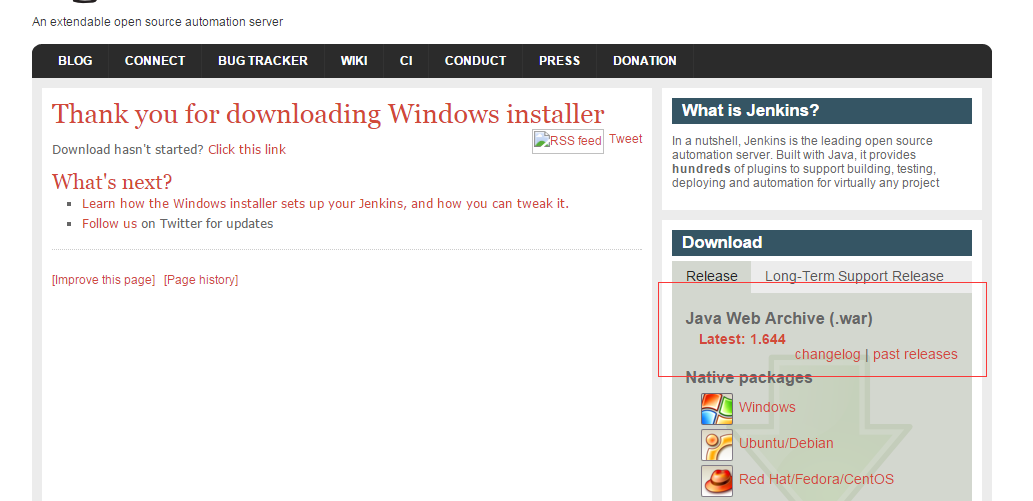 An extendable open source automation server
BLOG CONNECT BUG TRACKER WIKI CI CONDUCT PRESS DONATION
Thank you for downloading Windows installer
RSS feed Tweet
Download hasn't started? Click this link
What's next?
Learn how the Windows installer sets up your Jenkins, and how you can tweak it.
Follow us on Twitter for updates
[Improve this page] [Page history]
What is Jenkins?
In a nutshell, Jenkins is the leading open source
automation server. Built with Java, it provides
hundreds of plugins to support building, testing,
deploying and automation for virtually any project
Download
Release Long-Term Support Release
Java Web Archive (.war)
Latest: 1.644
changelog | past releases
Native packages
Windows
Ubuntu/Debian
Red Hat/Fedora/CentOS